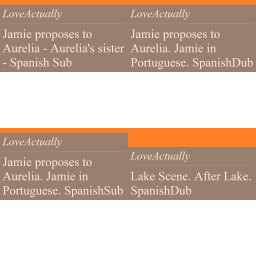 LoveActually
Jamie proposes to
Aurelia - Aurelia's sister
- Spanish Sub
LoveActually
Jamie proposes to
Aurelia. Jamie in
Portuguese. SpanishDub
LoveActually
Jamie proposes to
Aurelia. Jamie in
Portuguese. SpanishSub
LoveActually
Lake Scene. After Lake.
SpanishDub